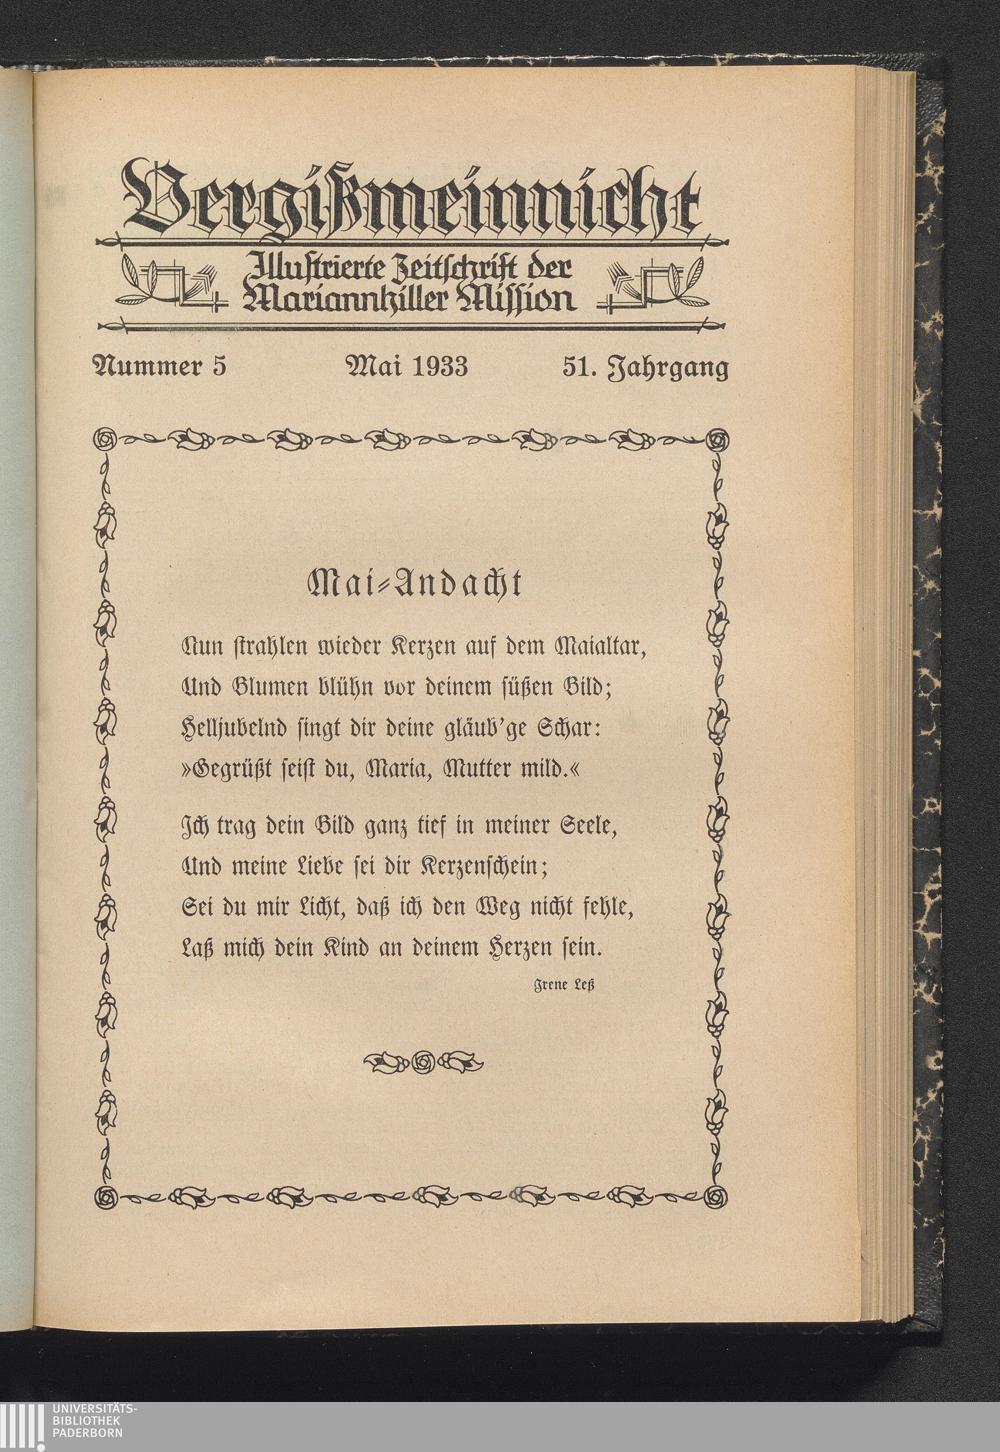 Vergißmeinnicht
Illustrierte Zeitschrift der
Mariannhiller Mission
Nummer 5 Mai 1933 51. Jahrgang
Mai-Andacht
Nun strahlen wieder Kerzen auf dem Maialtar,
Und Blumen blühn vor deinem süßen Bild;
Helljubelnd singt dir deine gläub'ge Schar:
»Gegrüßt seist du, Maria, Mutter mild.«
Ich trag dein Bild ganz tief in meiner Seele,
Und meine Liebe sei dir Kerzenschein;
Sei du mir Licht, daß ich den Weg nicht fehle,
Laß mich dein Kind an deinem Herzen sein.
Irene Leß
UNIVERSITÄTS-
BIBLIOTHEK
PADERBORN